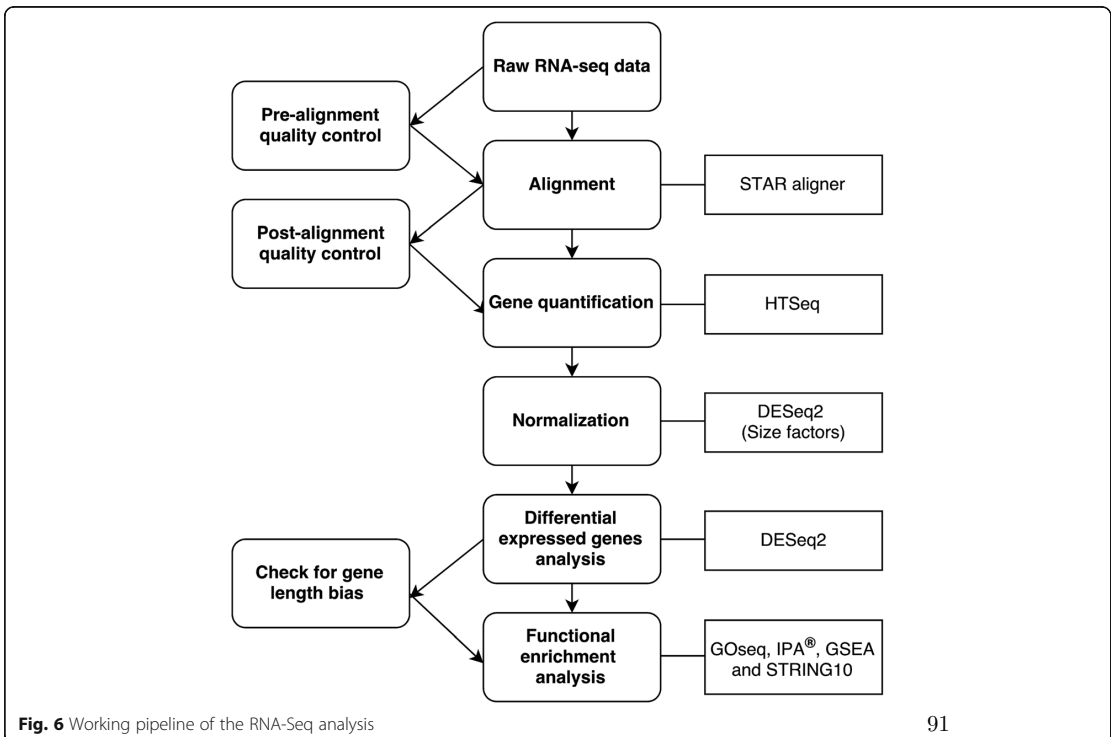 Raw RNA-seq data
Pre-alignment
quality control
Alignment
STAR aligner
Post-alignment
quality control
Gene quantification
HTSeq
Normalization
DESeq2
(Size factors)
Differential
expressed genes
analysis
DESeq2
Check for gene
length bias
Functional
enrichment
analysis
GOseq, IPA®, GSEA
and STRING10
Fig. 6 Working pipeline of the RNA-Seq analysis
91